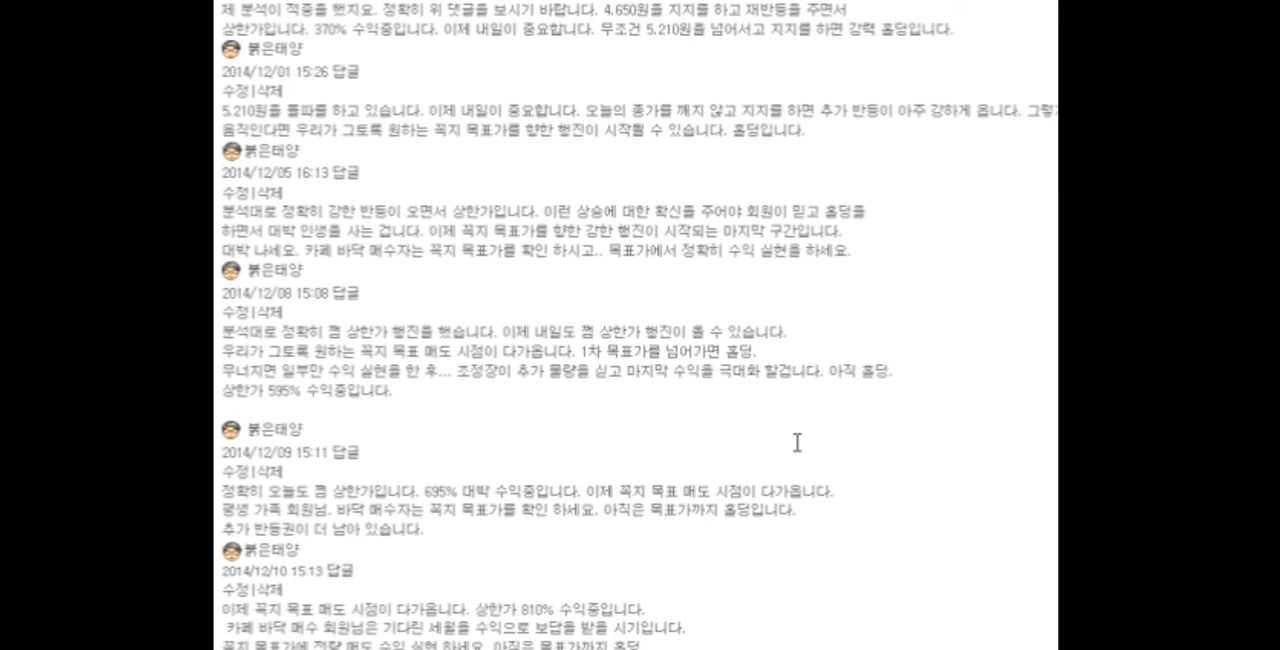 제 분석이 적중을 했지요. 정확히 위 댓글을 보시기 바랍니다. 4.650원을 지지를 하고 재반등을 주면서
상한가입니다. 370% 수익중입니다. 이제 내일이 중요합니다. 무조건 5.210원을 넘어서고 지지를 하면 강력 홀딩입니다.
붉은태양
2014/12/01 15:26 답글
수정|삭제
5.210원을 돌파를 하고 있습니다. 이제 내일이 중요합니다. 오늘의 종가를 깨지 않고 지지를 하면 추가 반등이 아주 강하게 옵니다. 그렇게
움직인다면 우리가 그토록 원하는 꼭지 목표가를 향한 행진이 시작될 수 있습니다. 홀딩입니다.
붉은태양
2014/12/05 16:13 답글
수정|삭제
분석대로 정확히 강한 반등이 오면서 상한가입니다. 이런 상승에 대한 확신을 주어야 회원이 믿고 홀딩을
하면서 대박 인생을 사는 겁니다. 이제 꼭지 목표가를 향한 강한 행진이 시작되는 마지막 구간입니다.
대박 나세요. 카페 바닥 매수자는 꼭지 목표가를 확인 하시고.. 목표가에서 정확히 수익 실현을 하세요.
붉은태양
2014/12/08 15:08 답글
수정|삭제
분석대로 정확히 쩜 상한가 행진을 했습니다. 이제 내일도 쩜 상한가 행진이 올 수 있습니다.
우리가 그토록 원하는 꼭지 목표 매도 시점이 다가옵니다. 1차 목표가를 넘어가면 홀딩.
무너지면 일부만 수익 실현을 한 후... 조정장이 추가 물량을 싣고 마지막 수익을 극대화 할겁니다. 아직 홀딩.
상한가 595% 수익중입니다.
붉은태양
2014/12/09 15:11 답글
수정|삭제
정확히 오늘도 쩜 상한가입니다. 695% 대박 수익중입니다. 이제 꼭지 목표 매도 시점이 다가옵니다.
평생 가족 회원님. 바닥 매수자는 꼭지 목표가를 확인 하세요. 아직은 목표가까지 홀딩입니다.
추가 반등권이 더 남아 있습니다.
붉은태양
2014/12/10 15:13 답글
수정|삭제
이제 꼭지 목표 매도 시점이 다가옵니다. 상한가 810% 수익중입니다.
카페 바닥 매수 회원님은 기다린 세월을 수익으로 보답을 받을 시기입니다.
꼭지 목표가에 전량 매도 수익 실현 하세요. 아직은 목표가까지 홀딩